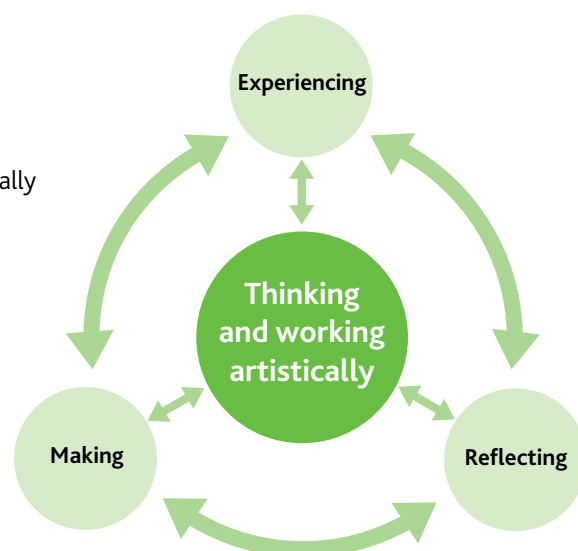 Experiencing
ally
Thinking
and working
artistically
Making
Reflecting